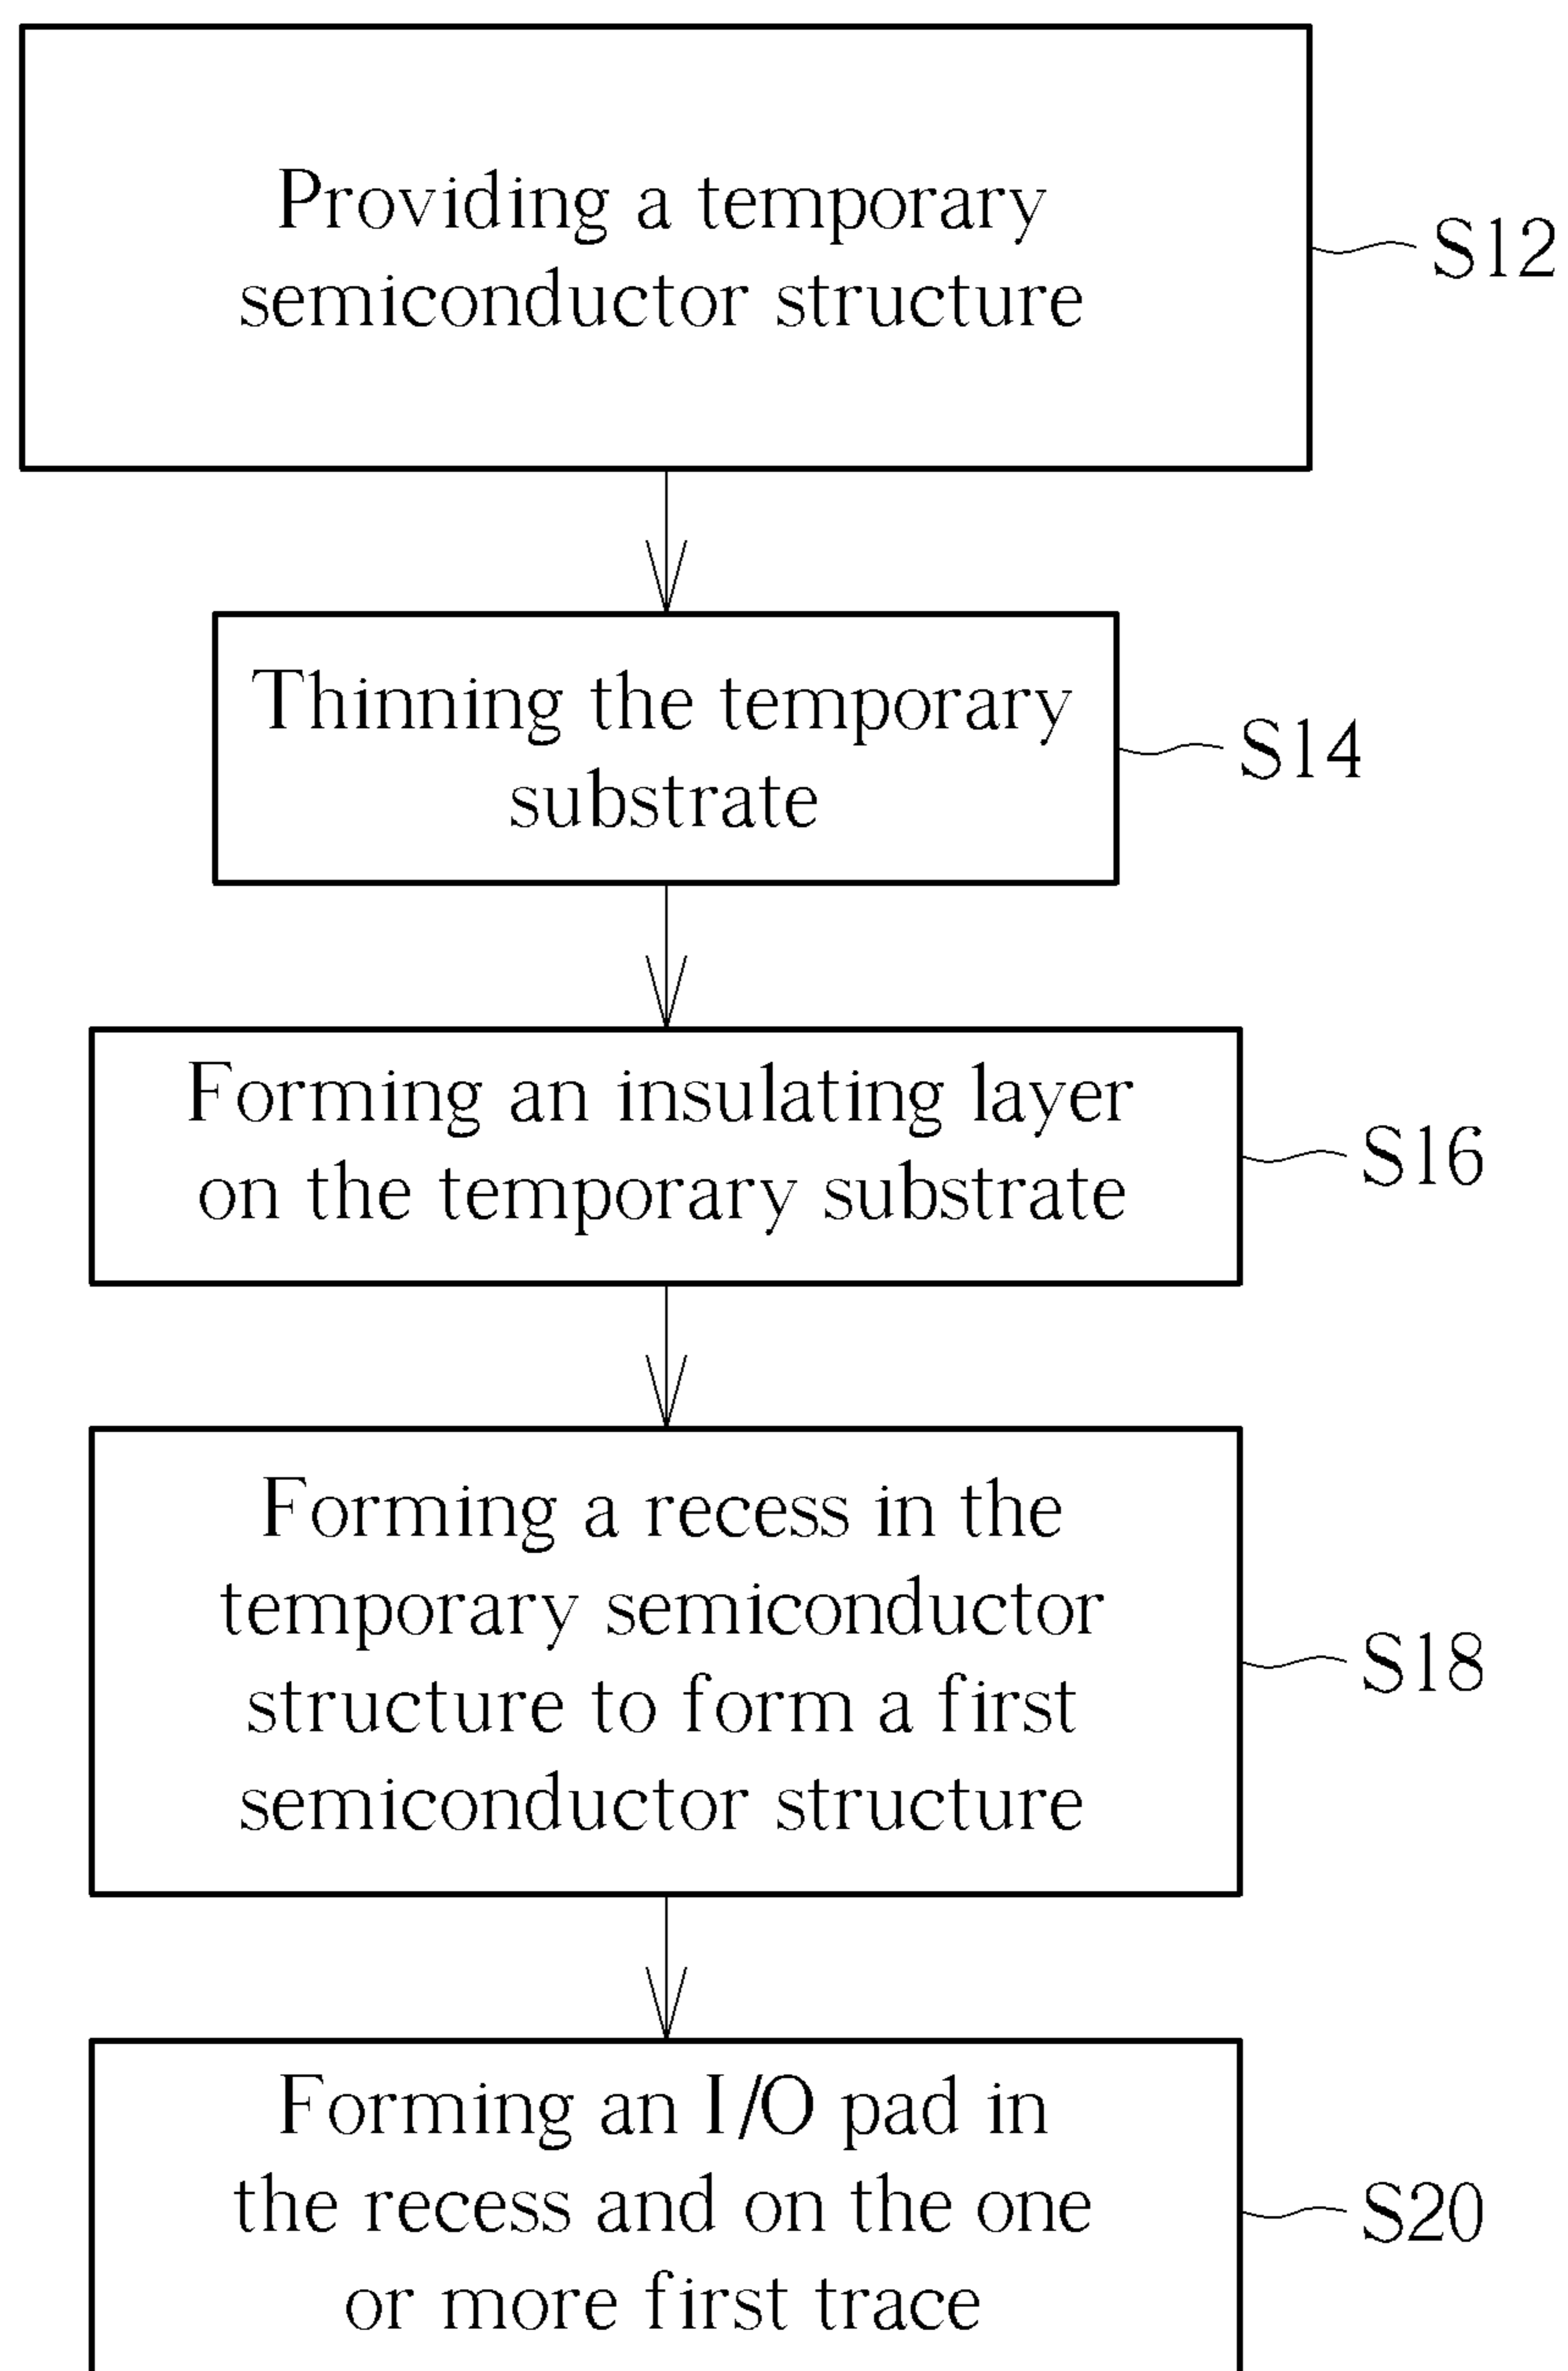 Providing a temporary
semiconductor structure
S12
Thinning the temporary
substrate
S14
Forming an insulating layer
on the temporary substrate
S16
Forming a recess in the
temporary semiconductor
structure to form a first
semiconductor structure
S18
Forming an I/O pad in
the recess and on the one
or more first trace
S20